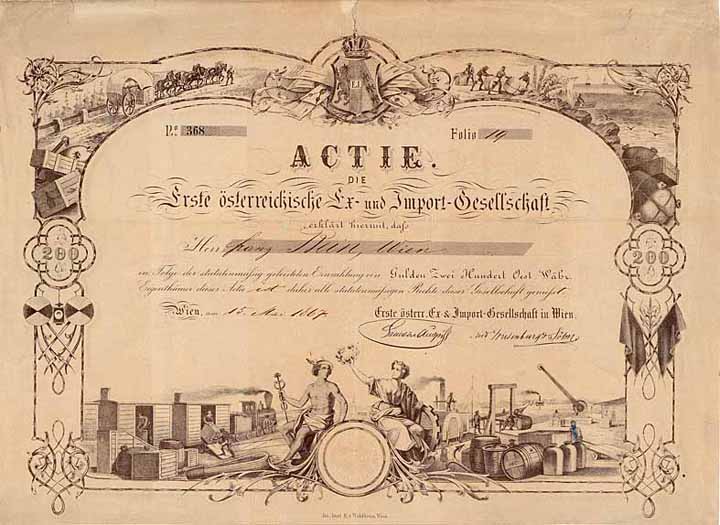 No. 368
Folio 19
ACTIE.
DIE
Erste österreichische Ex- und Import-Gesellschaft
erklärt hiermit, daß
Herr Franz Wien
in Folge der statutenmäßig geleisteten Einzahlung von Gulden Zwei Hundert Oest. Währ.
Eigenthümer dieser Actie ist und daher alle statutenmäßigen Rechte dieser Gesellschaft genießt.
Wien, am 15. Mai 1867
Erste österr. Ex- & Import-Gesellschaft in Wien.
200
200